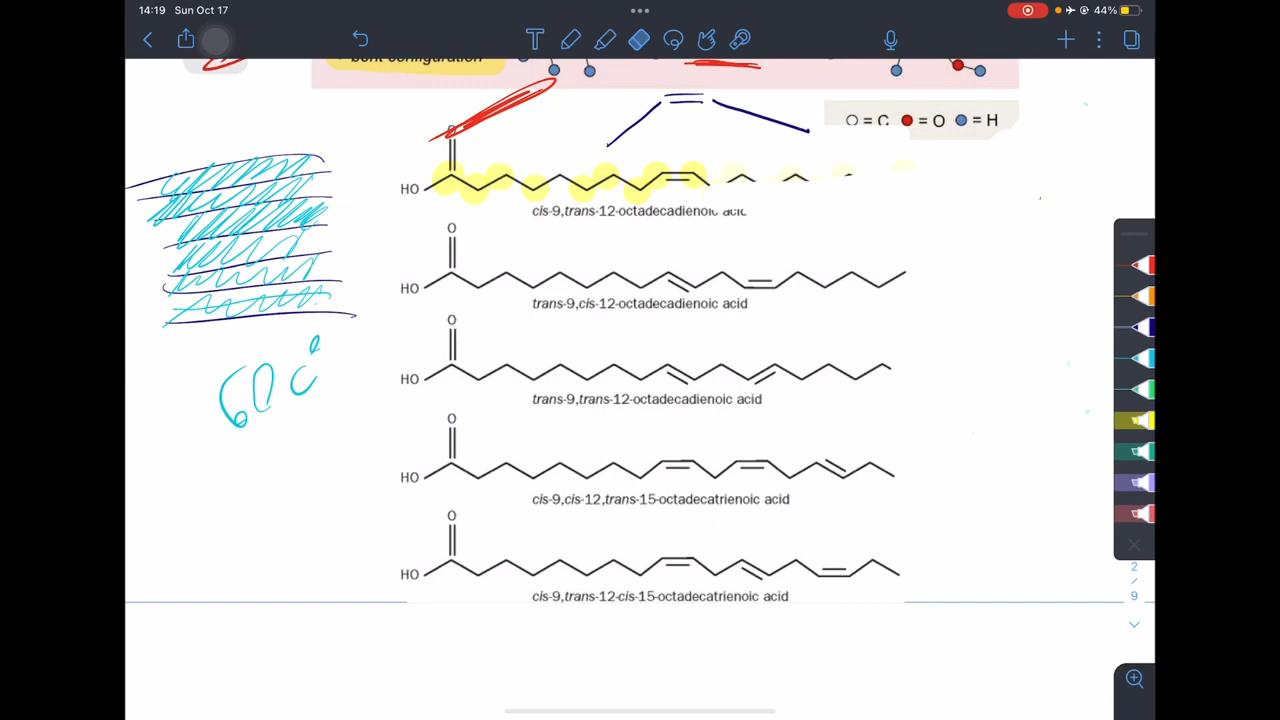 14:19 Sun Oct 17
44%
bent configuration
= C = O = H
O
HO
cis-9,trans-12-octadecadienoic acid
O
HO
trans-9,cis-12-octadecadienoic acid
O
HO
trans-9,trans-12-octadecadienoic acid
60 c°
O
HO
cis-9,cis-12,trans-15-octadecatrienoic acid
O
HO
cis-9,trans-12-cis-15-octadecatrienoic acid
2
/
9